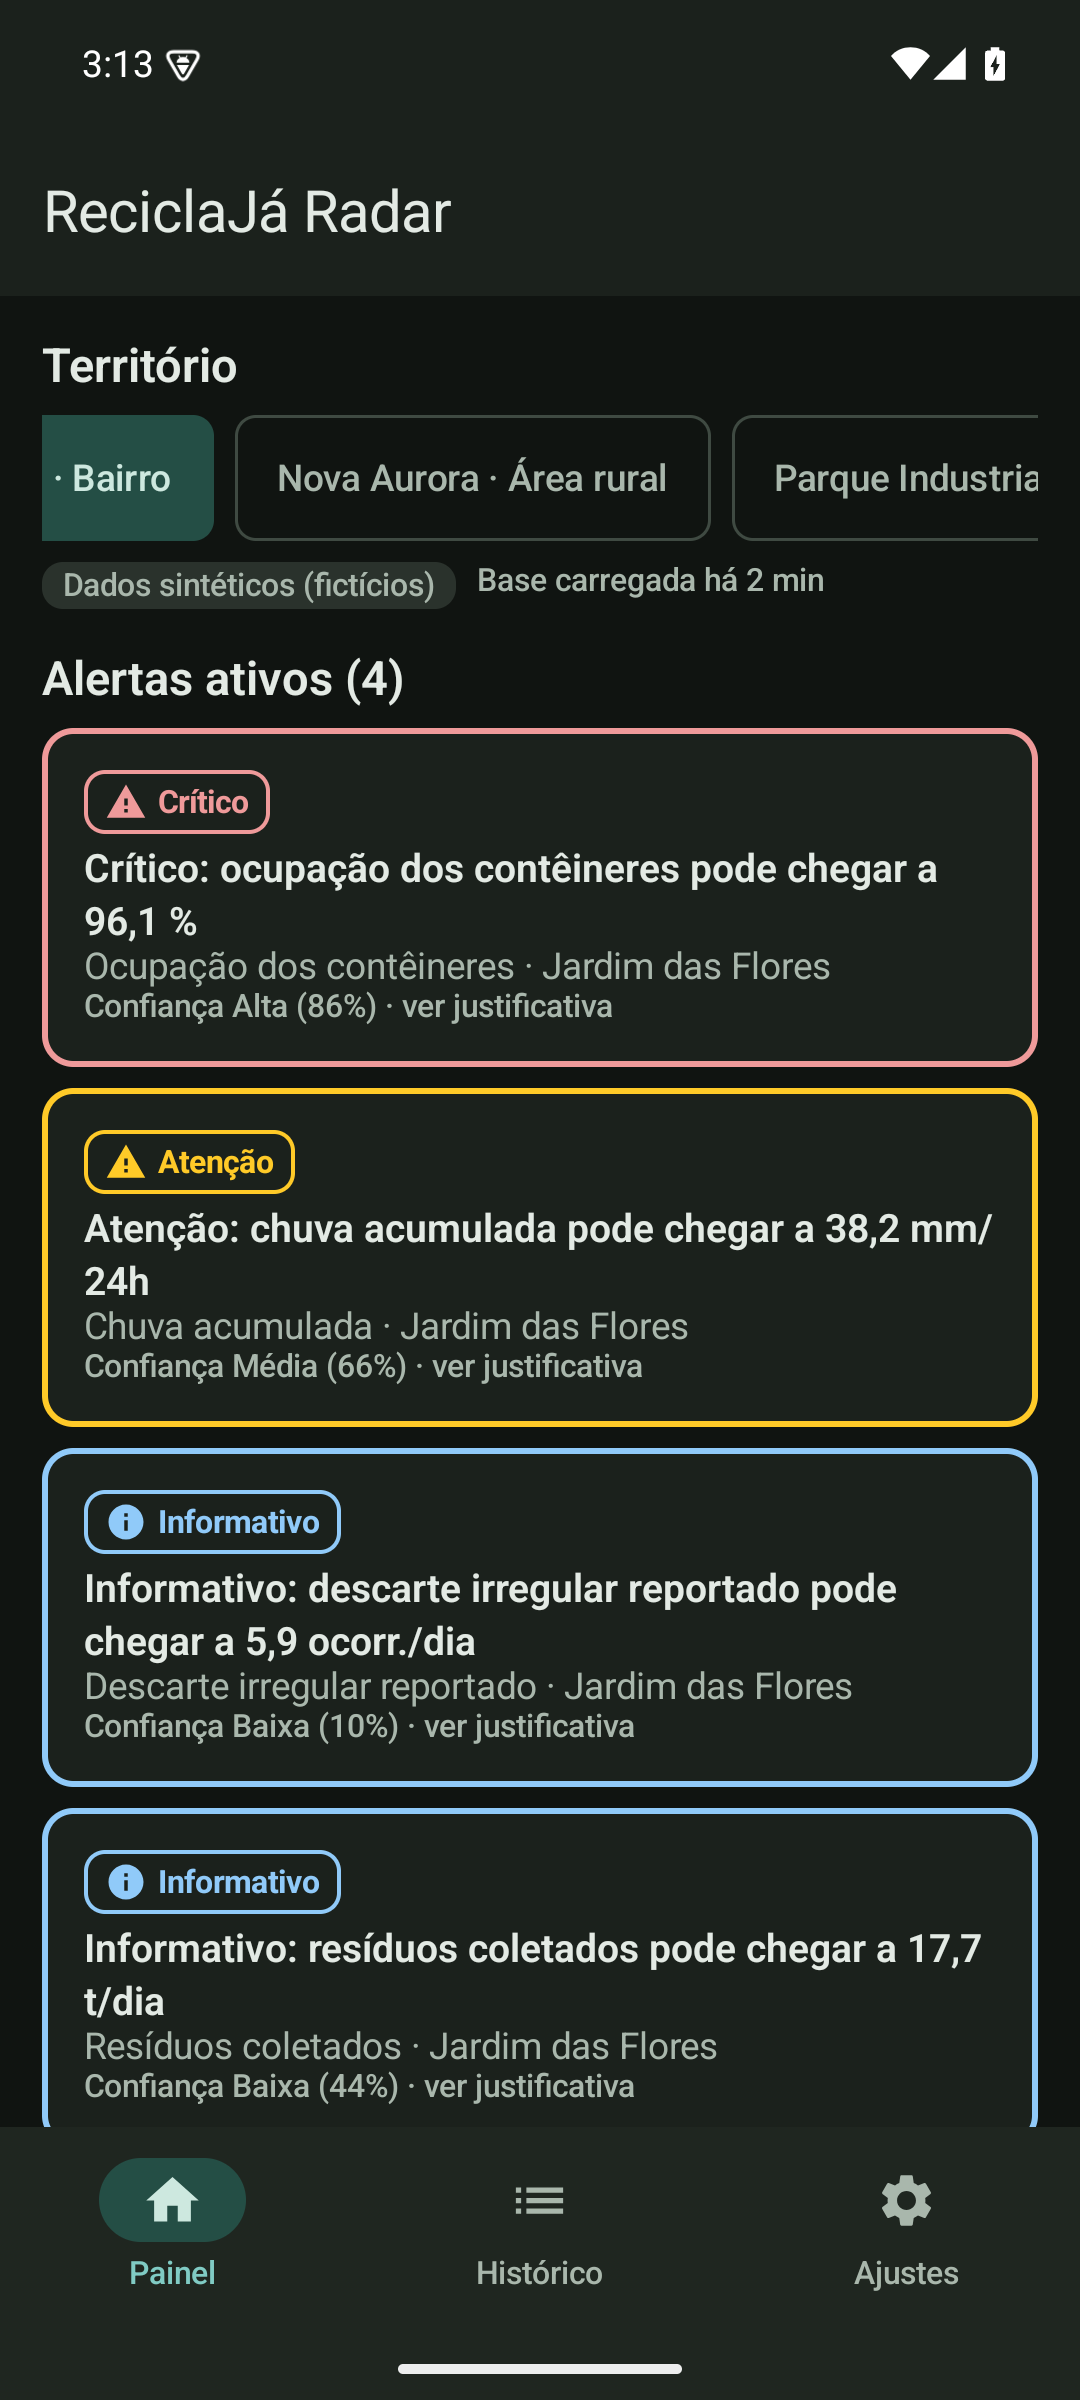 3:13
ReciclaJá Radar
Território
· Bairro
Nova Aurora · Área rural
Parque Industria
Dados sintéticos (fictícios)
Base carregada há 2 min
Alertas ativos (4)
Crítico
Crítico: ocupação dos contêineres pode chegar a
96,1 %
Ocupação dos contêineres · Jardim das Flores
Confiança Alta (86%) · ver justificativa
Atenção
Atenção: chuva acumulada pode chegar a 38,2 mm/
24h
Chuva acumulada · Jardim das Flores
Confiança Média (66%) · ver justificativa
Informativo
Informativo: descarte irregular reportado pode
chegar a 5,9 ocorr./dia
Descarte irregular reportado · Jardim das Flores
Confiança Baixa (10%) · ver justificativa
Informativo
Informativo: resíduos coletados pode chegar a 17,7
t/dia
Resíduos coletados · Jardim das Flores
Confiança Baixa (44%) · ver justificativa
Painel
Histórico
Ajustes